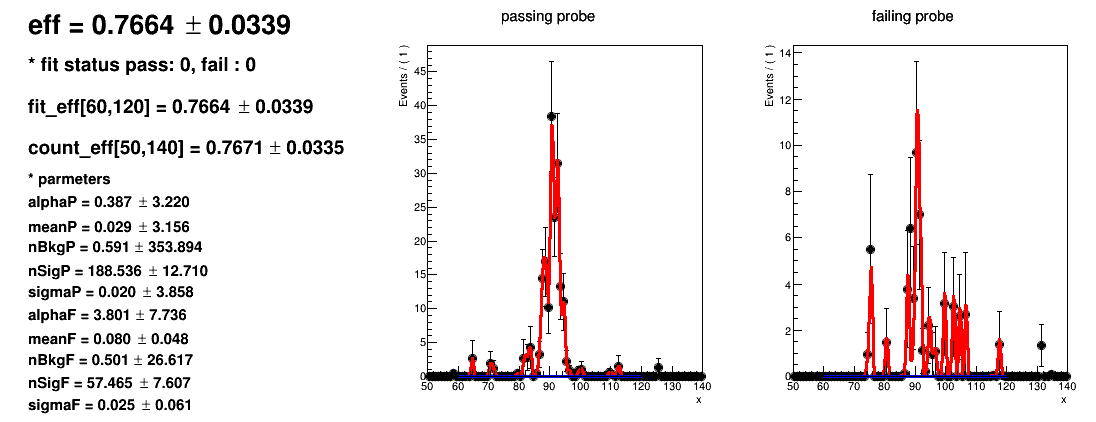 eff = 0.7664 ± 0.0339
* fit status pass: 0, fail : 0
fit_eff[60,120] = 0.7664 ± 0.0339
count_eff[50,140] = 0.7671 ± 0.0335
* parmeters
alphaP = 0.387 ± 3.220
meanP = 0.029 ± 3.156
nBkgP = 0.591 ± 353.894
nSigP = 188.536 ± 12.710
sigmaP = 0.020 ± 3.858
alphaF = 3.801 ± 7.736
meanF = 0.080 ± 0.048
nBkgF = 0.501 ± 26.617
nSigF = 57.465 ± 7.607
sigmaF = 0.025 ± 0.061
passing probe
Events / ( 1 )
45
40
35
30
25
20
15
10
5
0
50 60 70 80 90 100 110 120 130 140
x
failing probe
Events / ( 1 )
14
12
10
8
6
4
2
0
50 60 70 80 90 100 110 120 130 140
x